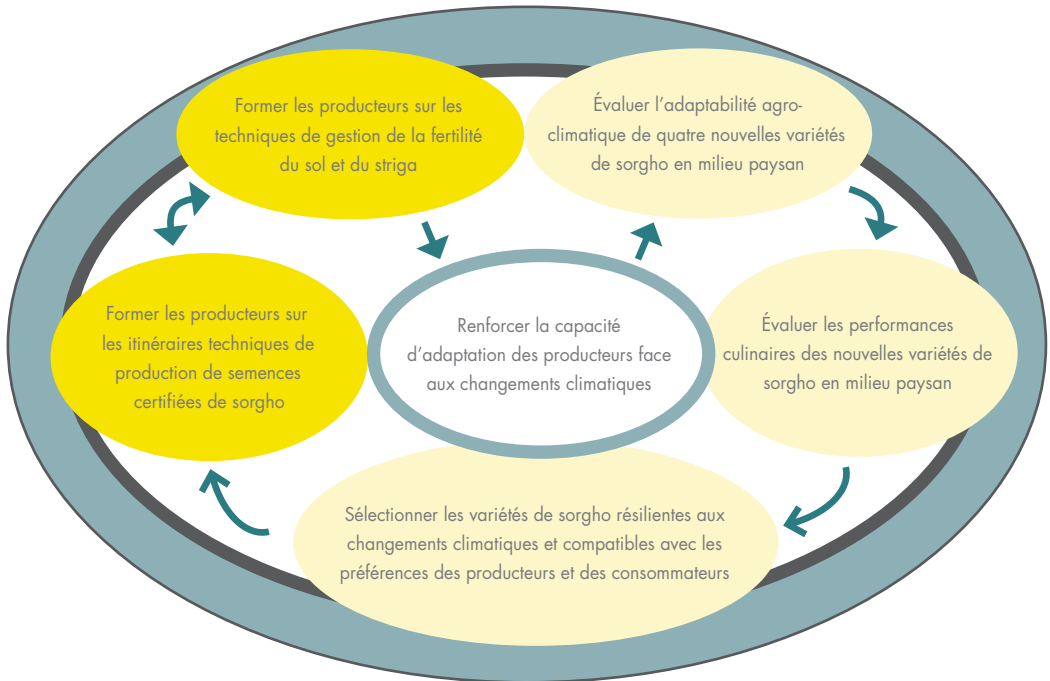 Former les producteurs sur les
techniques de gestion de la fertilité
du sol et du striga
Évaluer l'adaptabilité agro-
climatique de quatre nouvelles variétés
de sorgho en milieu paysan
Former les producteurs sur
les itinéraires techniques de
production de semences
certifiées de sorgho
Renforcer la capacité
d'adaptation des producteurs face
aux changements climatiques
Évaluer les performances
culinaires des nouvelles variétés de
sorgho en milieu paysan
Sélectionner les variétés de sorgho résilientes aux
changements climatiques et compatibles avec les
préférences des producteurs et des consommateurs